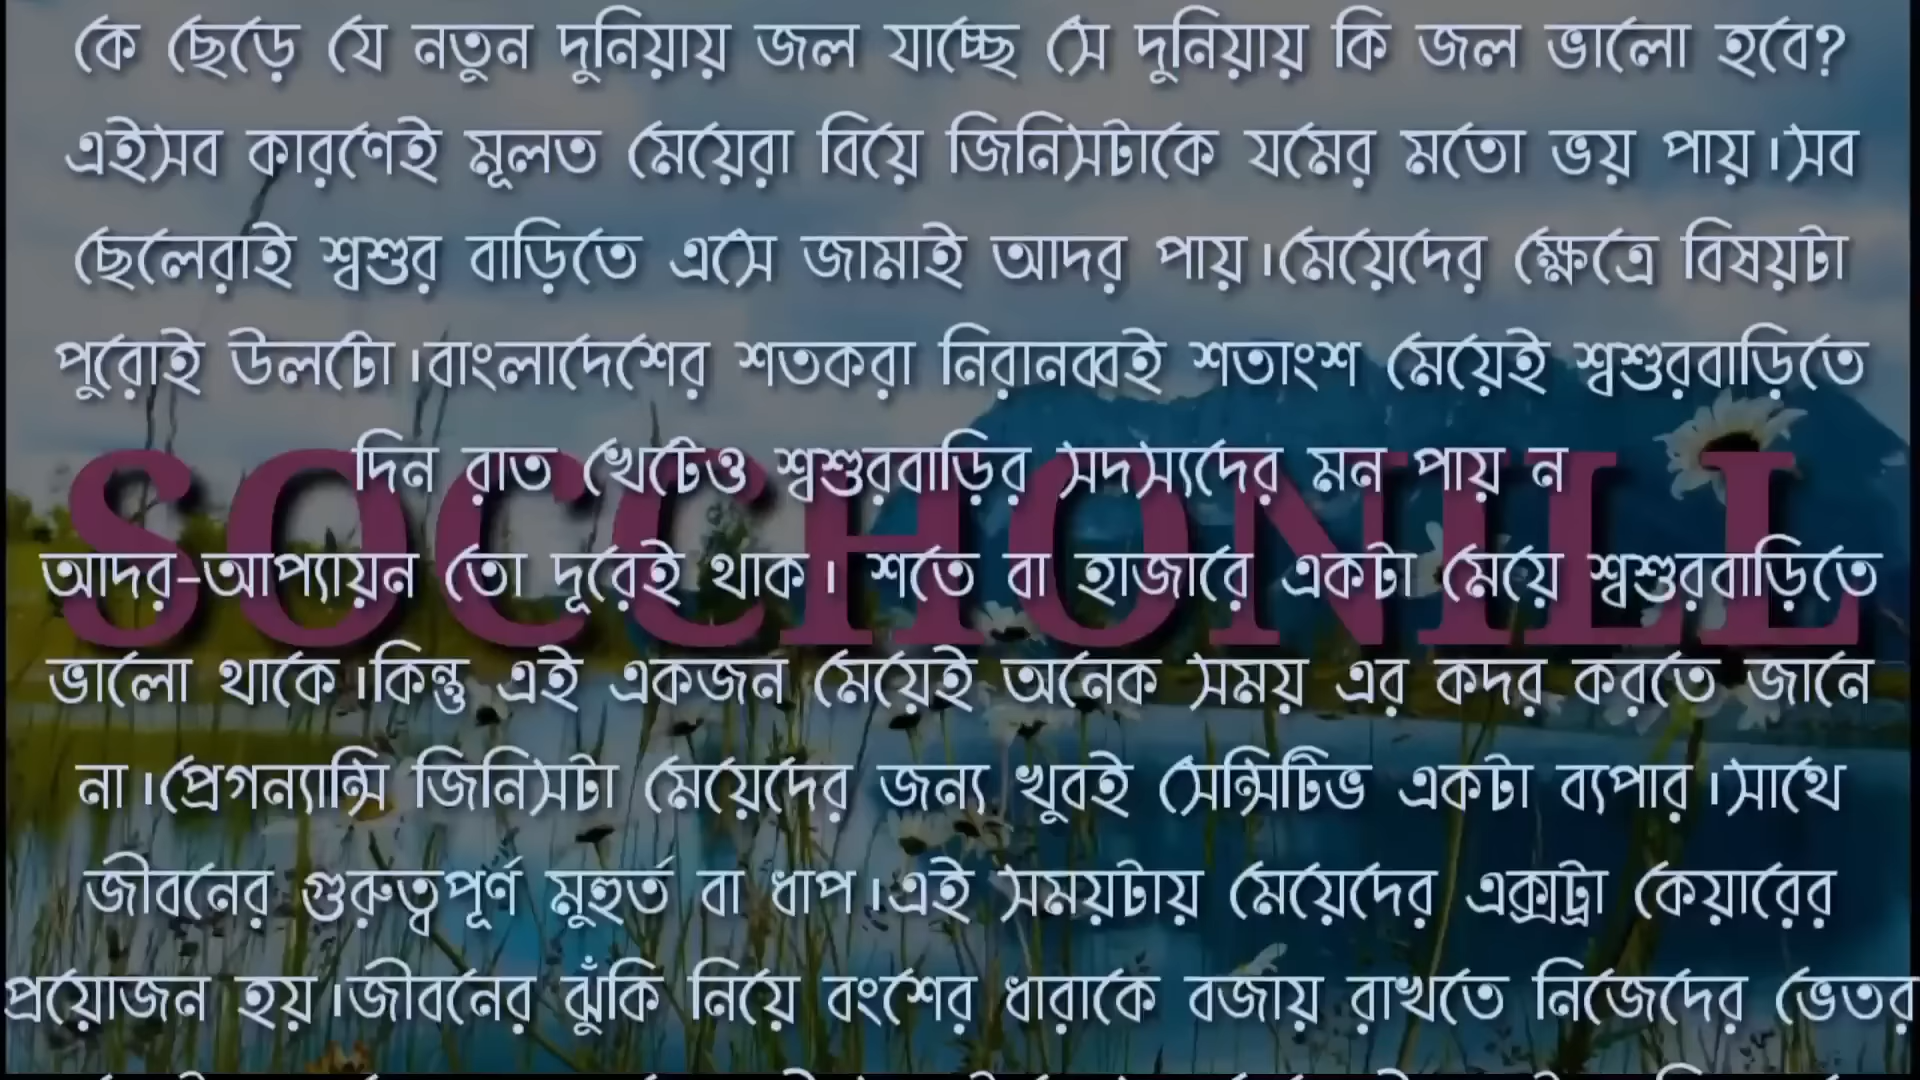 কে ছেড়ে যে নতুন দুনিয়ায় জল যাচ্ছে সে দুনিয়ায় কি জল ভালো হবে?
এইসব কারণেই মূলত মেয়েরা বিয়ে জিনিসটাকে যমের মতো ভয় পায়।সব
ছেলেরাই শ্বশুর বাড়িতে এসে জামাই আদর পায়।মেয়েদের ক্ষেত্রে বিষয়টা
পুরোই উলটো।বাংলাদেশের শতকরা নিরানব্বই শতাংশ মেয়েই শ্বশুরবাড়িতে
দিন রাত খেটেও শ্বশুরবাড়ির সদস্যদের মন পায় ন
SOCCHONILL
আদর-আপ্যায়ন তো দূরেই থাক। শতে বা হাজারে একটা মেয়ে শ্বশুরবাড়িতে
ভালো থাকে।কিন্তু এই একজন মেয়েই অনেক সময় এর কদর করতে জানে
না।প্রেগন্যান্সি জিনিসটা মেয়েদের জন্য খুবই সেন্সিটিভ একটা ব্যপার।সাথে
জীবনের গুরুত্বপূর্ণ মুহুর্ত বা ধাপ।এই সময়টায় মেয়েদের এক্সট্রা কেয়ারের
প্রয়োজন হয়।জীবনের ঝুঁকি নিয়ে বংশের ধারাকে বজায় রাখতে নিজেদের ভেতর